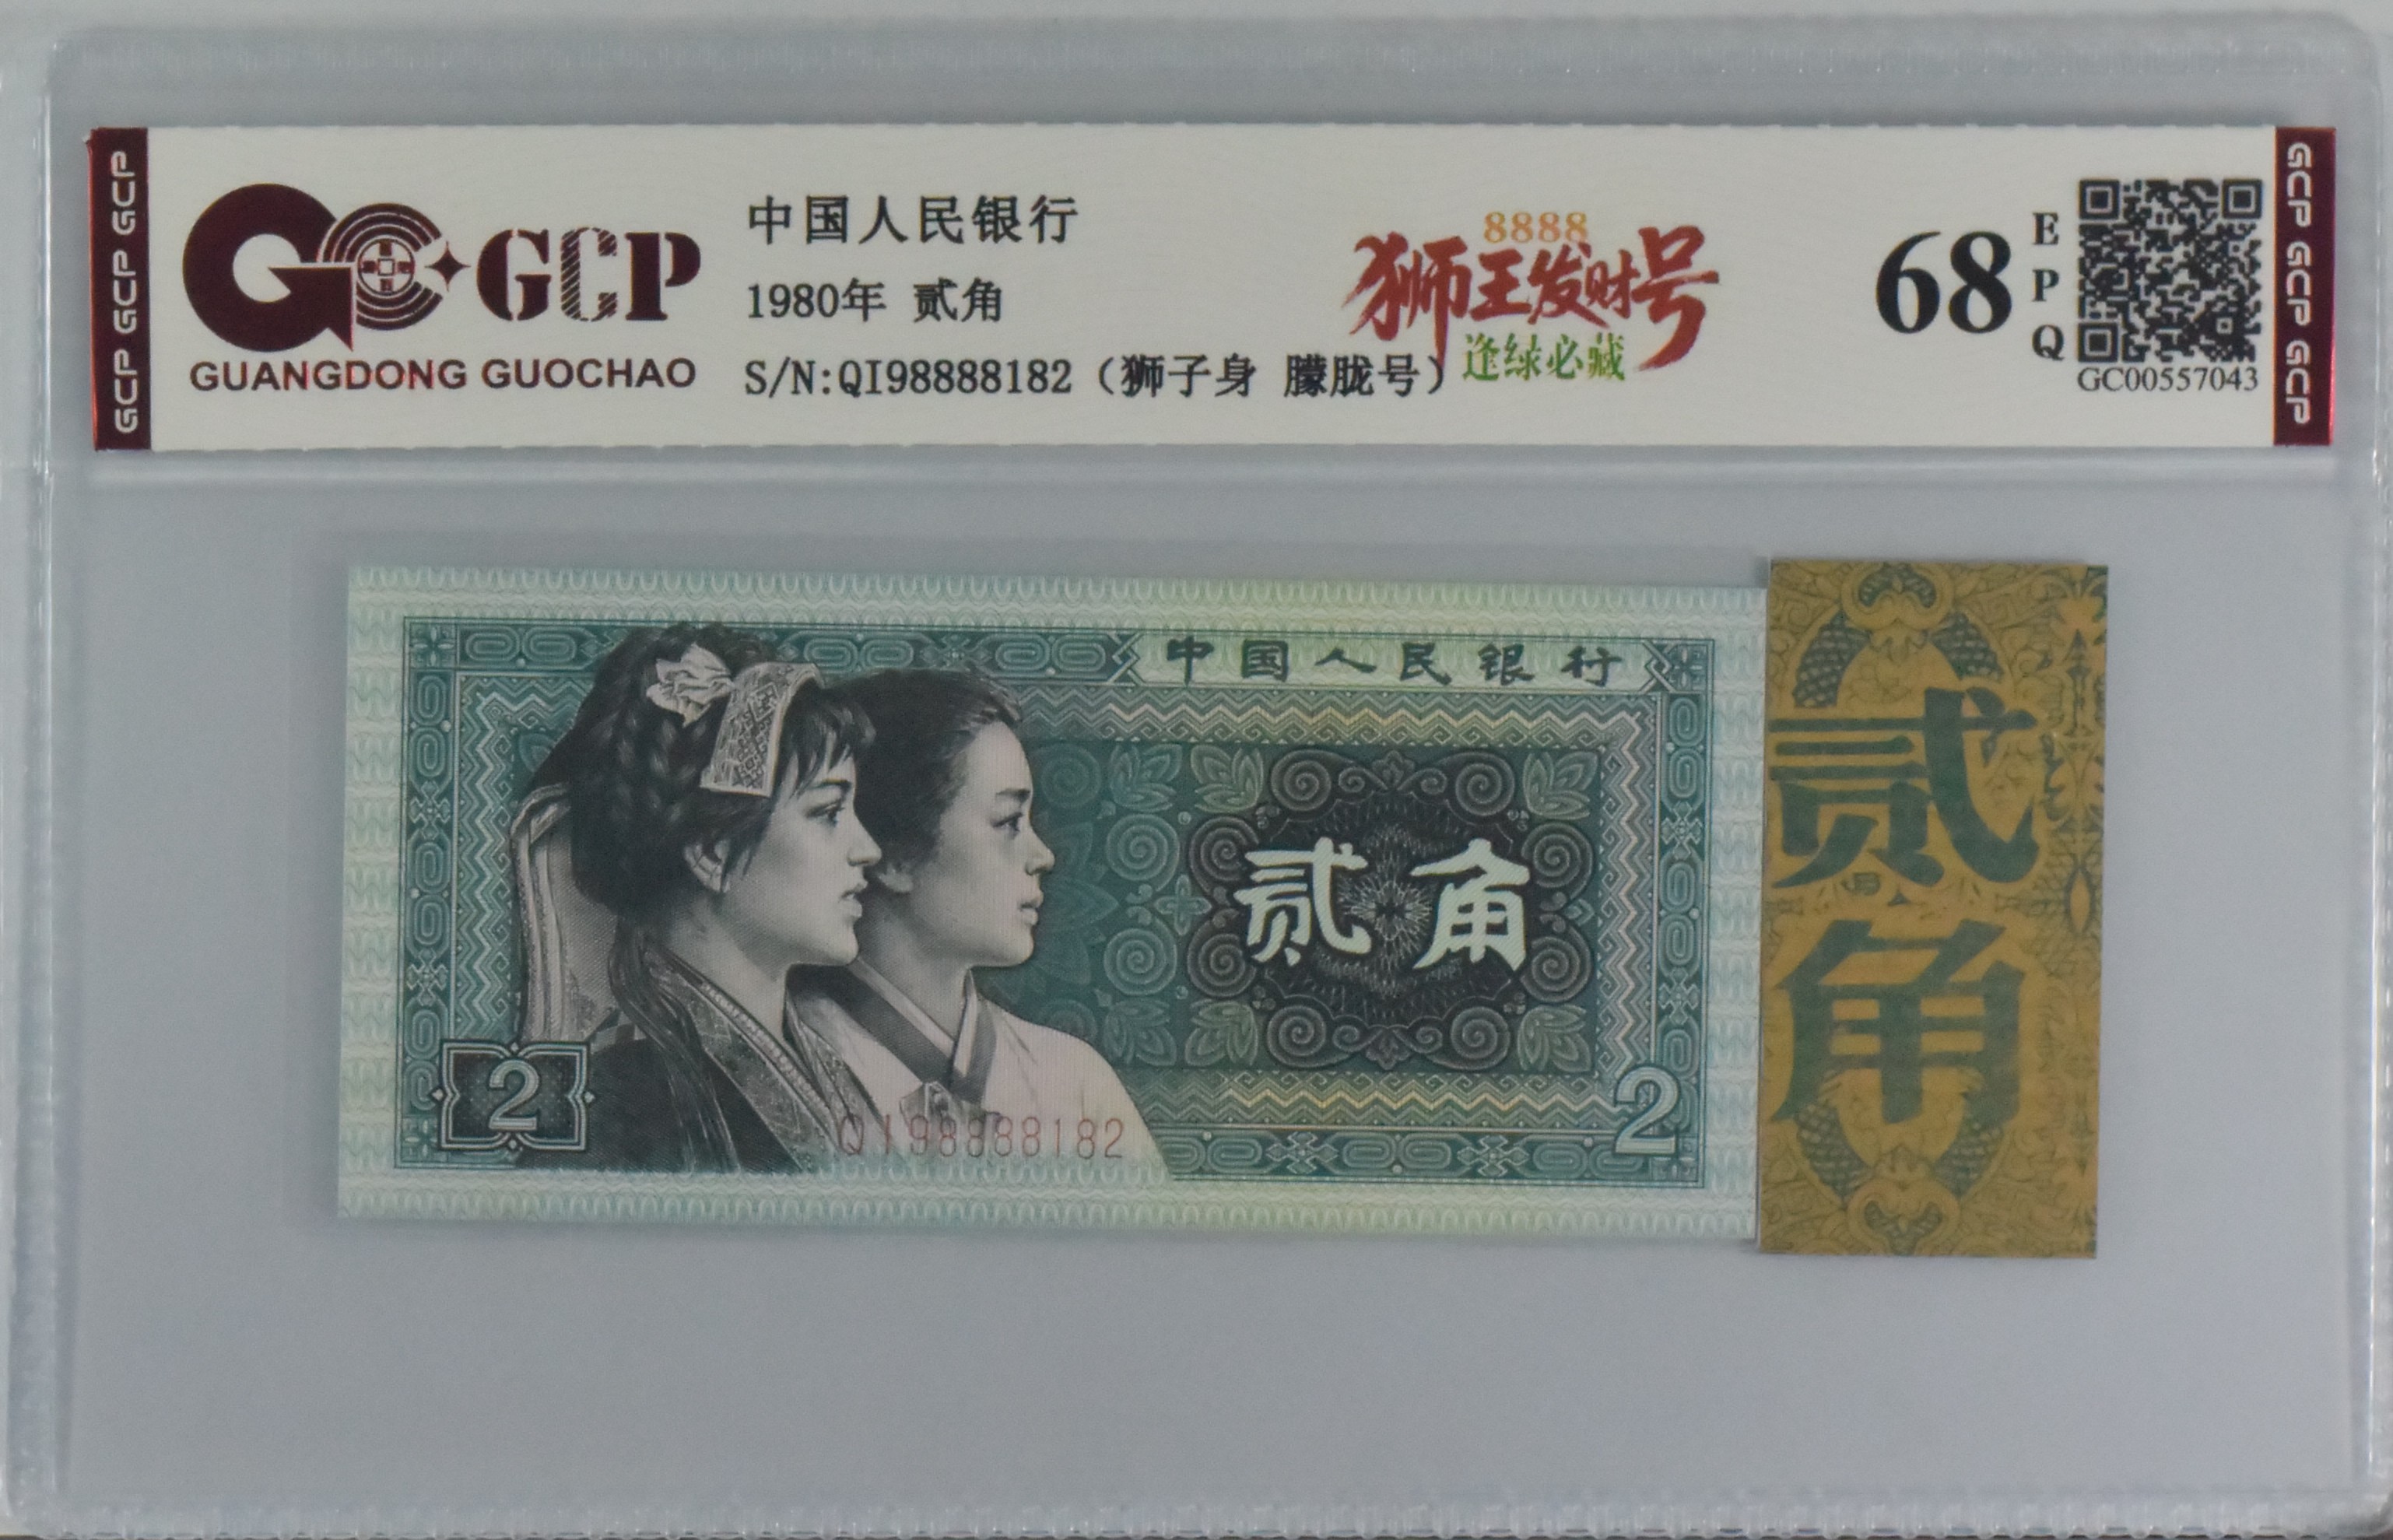 GCP GCP GCP
GCP
GUANGDONG GUOCHAO
中国人民银行
1980年 贰角
S/N:QI98888182（狮子身 朦胧号）
8888
狮王发财号
逢绿必藏
68
EPQ
GC00557043
GCP GCP GCP
中国人民银行
贰角
2
QI98888182
2
贰角